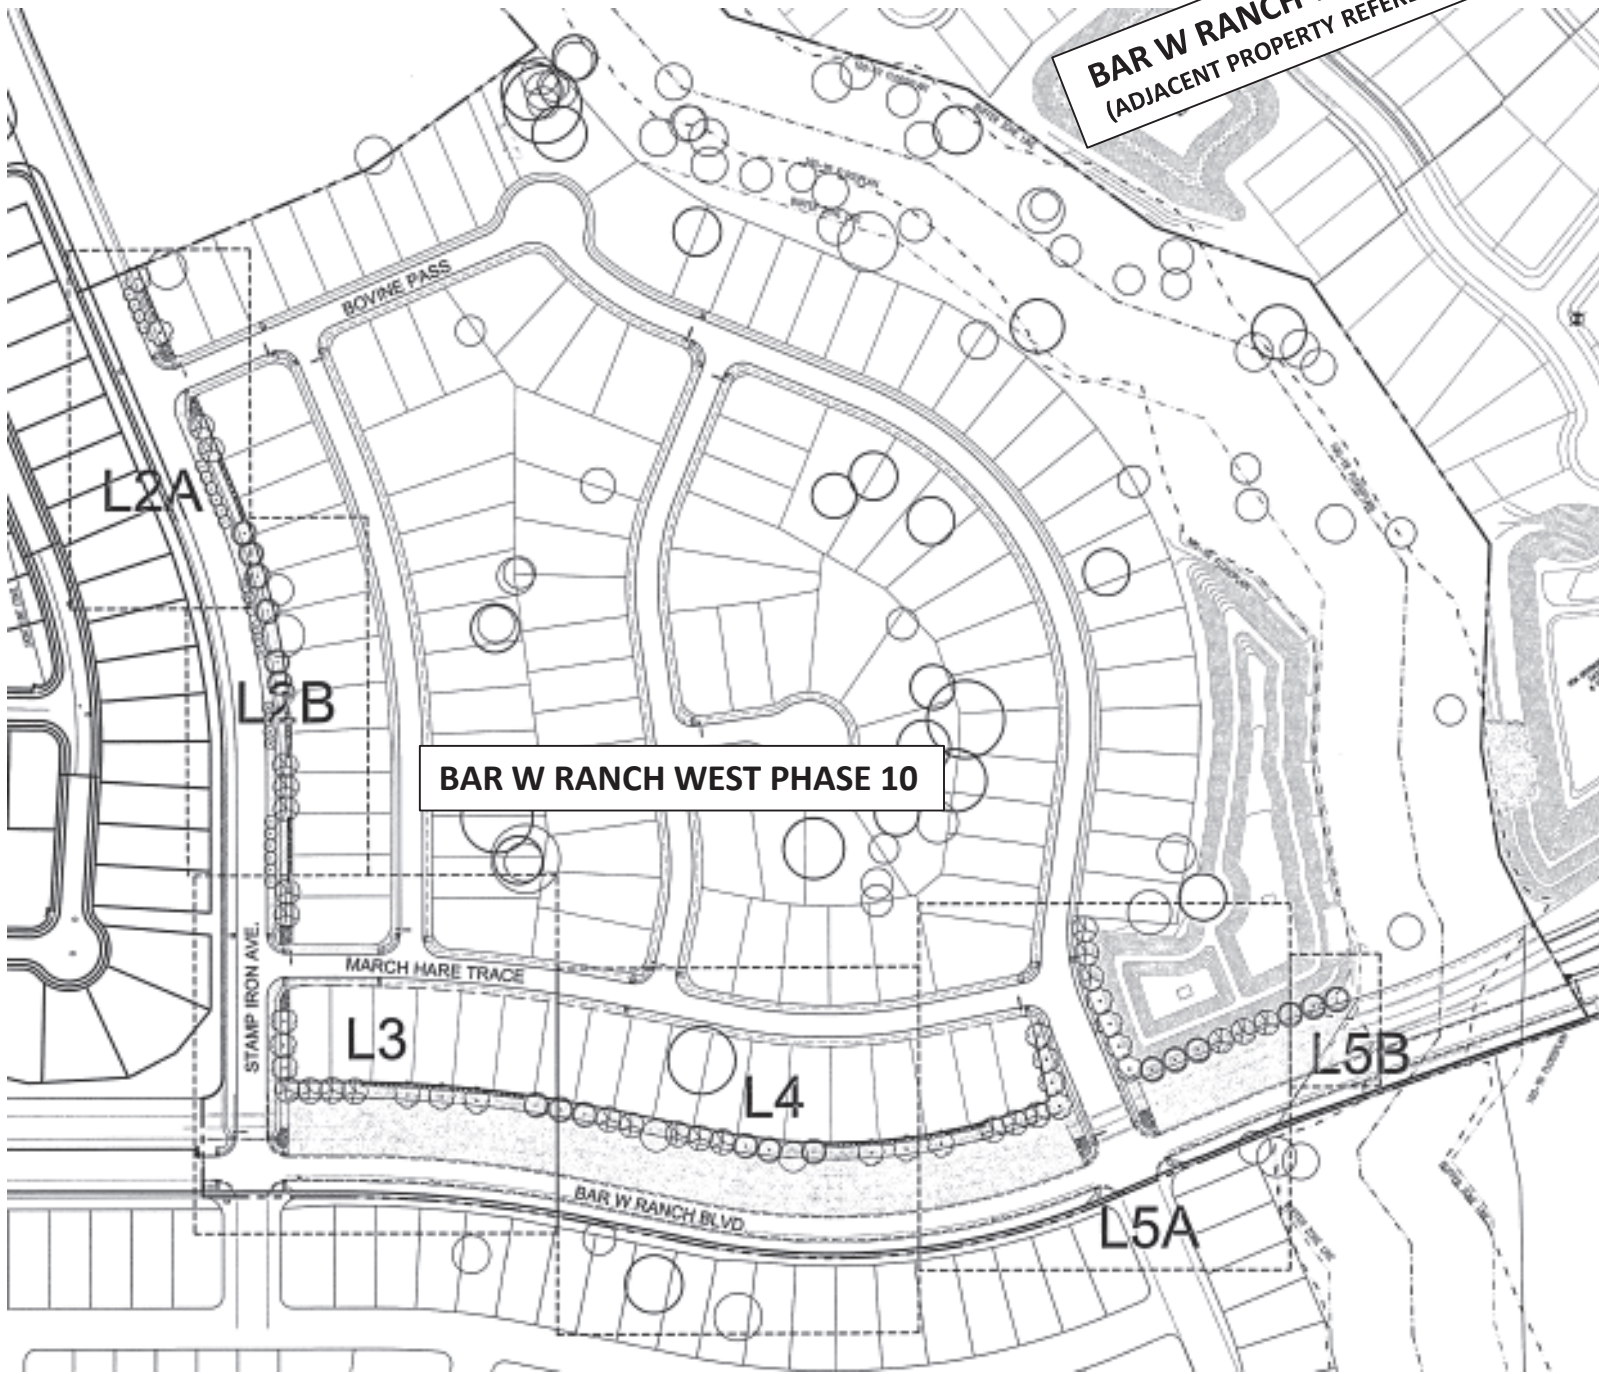 BAR W RANCH
(ADJACENT PROPERTY
BOVINE PASS
L2A
L2B
BAR W RANCH WEST PHASE 10
STAMP IRON AVE.
MARCH HARE TRACE
L3
L4
L5B
BAR W RANCH BLVD.
L5A